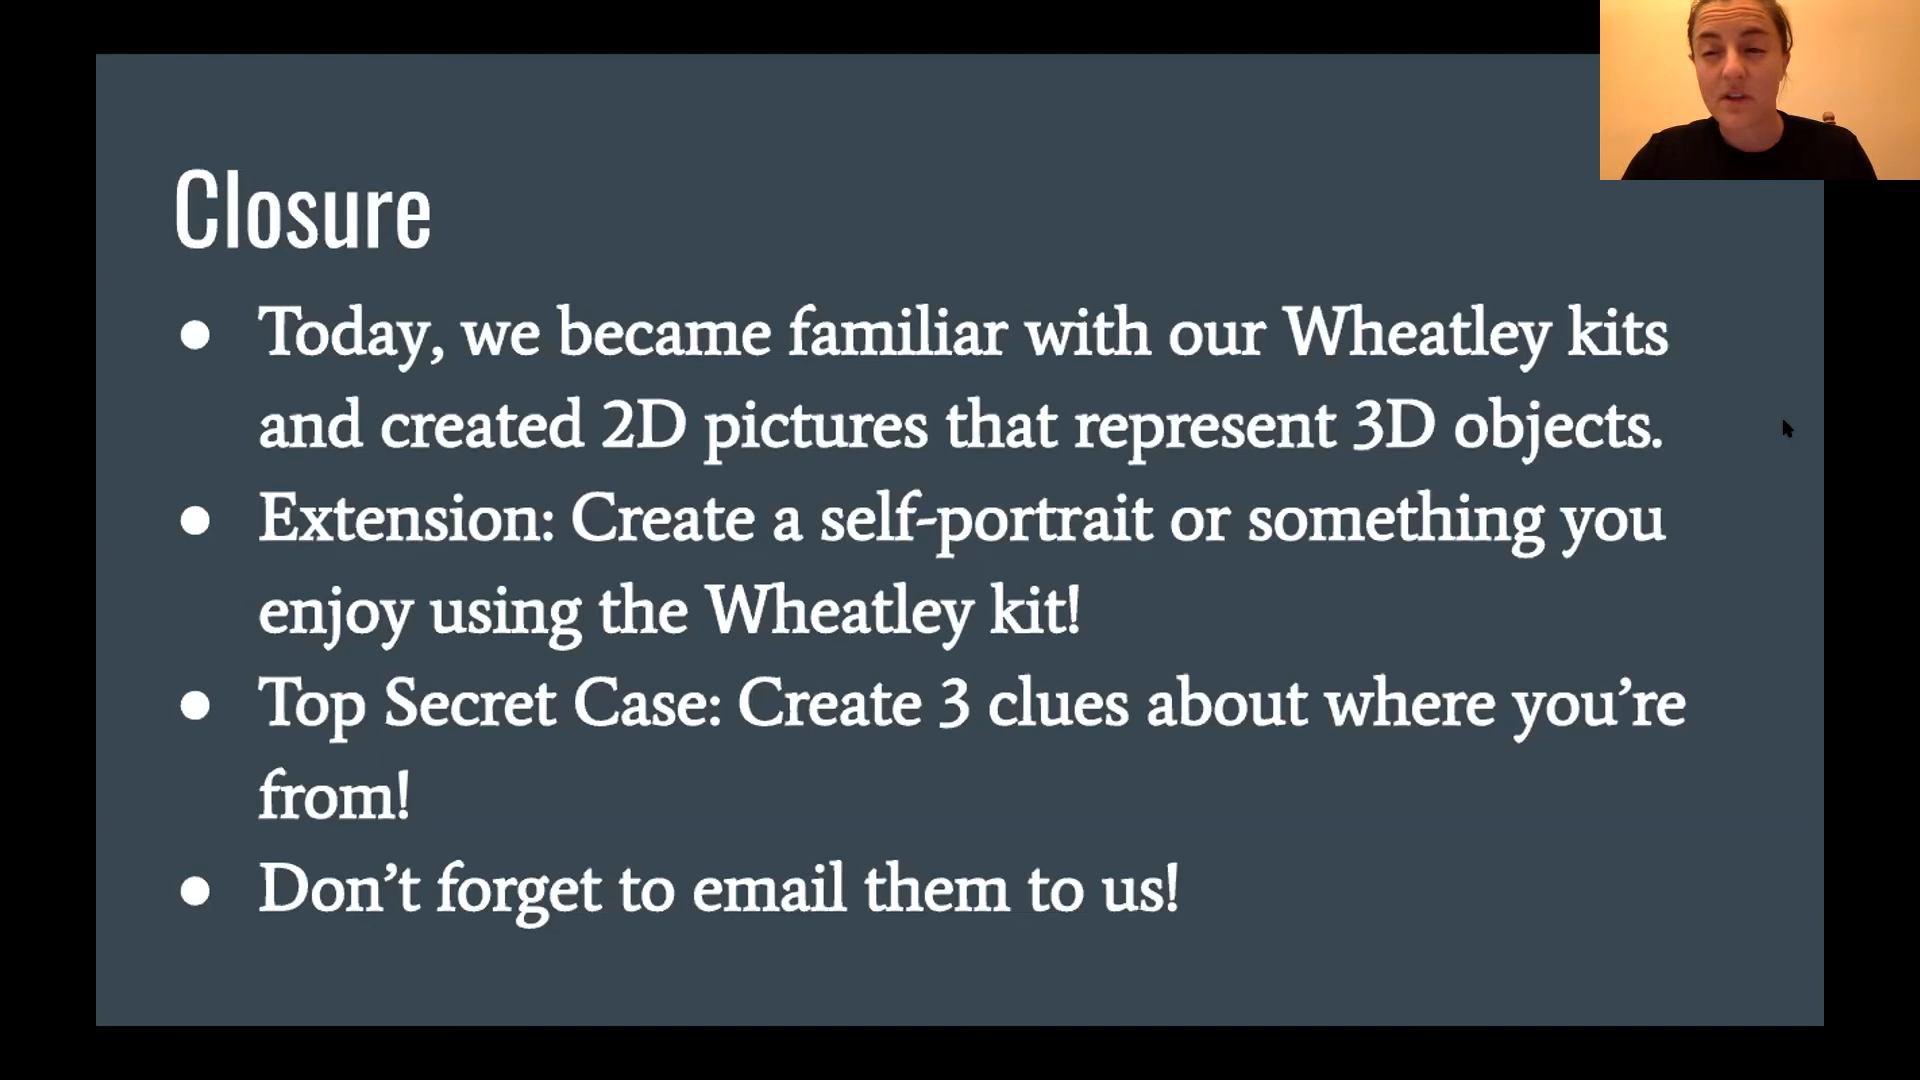 Closure
● Today, we became familiar with our Wheatley kits
and created 2D pictures that represent 3D objects.
● Extension: Create a self-portrait or something you
enjoy using the Wheatley kit!
● Top Secret Case: Create 3 clues about where you’re
from!
● Don’t forget to email them to us!